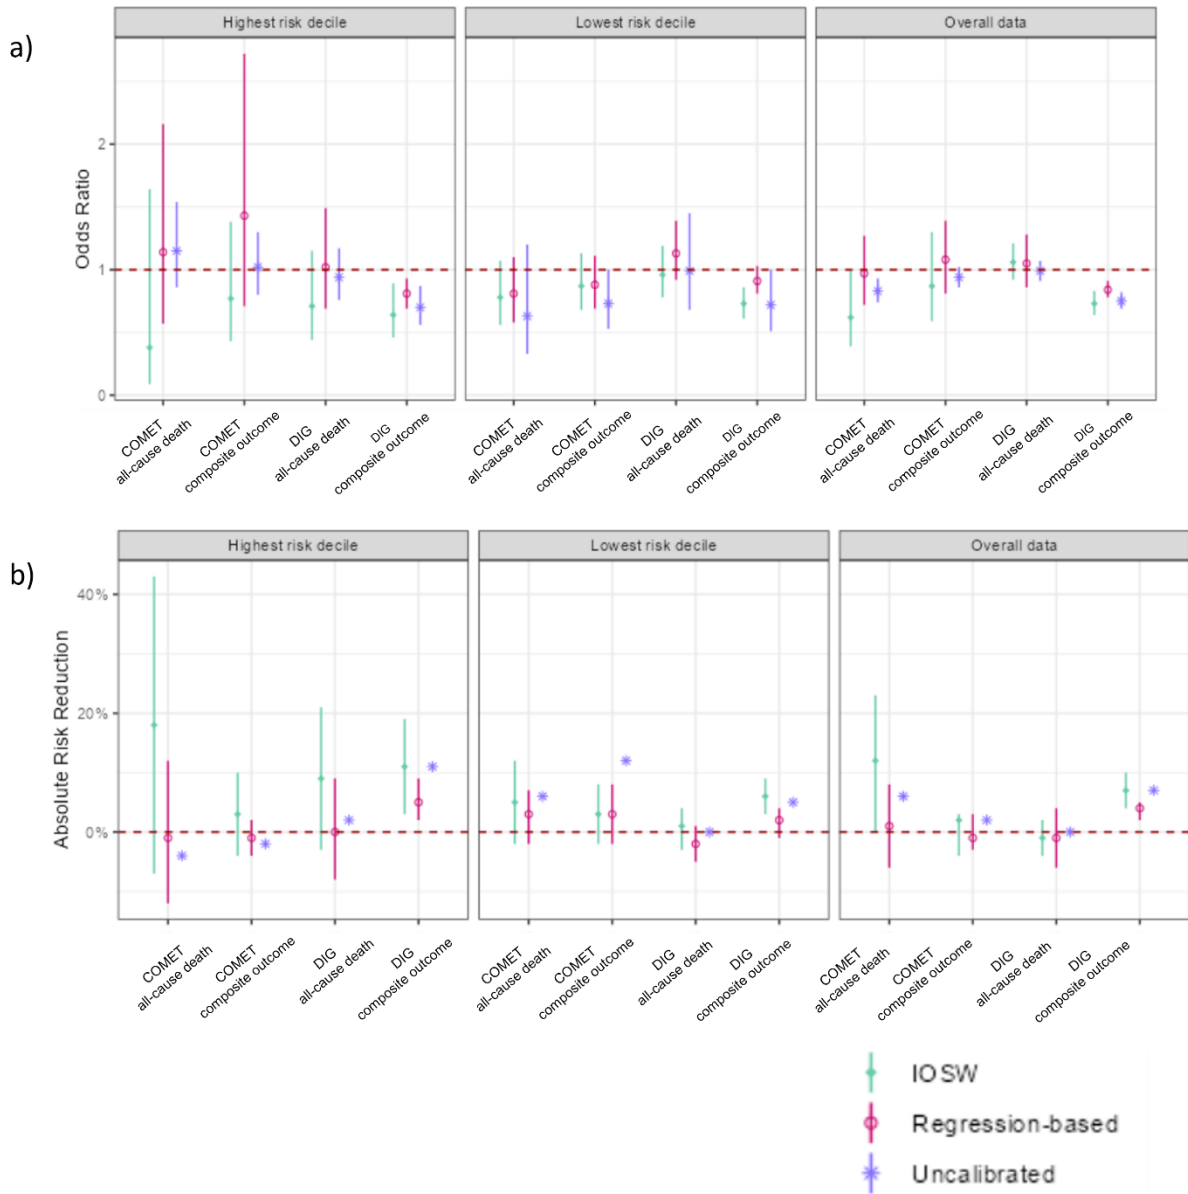 a)
Highest risk decile
Lowest risk decile
Overall data
Odds Ratio
2
1
0
COMET
all-cause death
COMET
composite outcome
DIG
all-cause death
DIG
composite outcome
COMET
all-cause death
COMET
composite outcome
DIG
all-cause death
DIG
composite outcome
COMET
all-cause death
COMET
composite outcome
DIG
all-cause death
DIG
composite outcome
b)
Highest risk decile
Lowest risk decile
Overall data
Absolute Risk Reduction
40%
20%
0%
COMET
all-cause death
COMET
composite outcome
DIG
all-cause death
DIG
composite outcome
COMET
all-cause death
COMET
composite outcome
DIG
all-cause death
DIG
composite outcome
COMET
all-cause death
COMET
composite outcome
DIG
all-cause death
DIG
composite outcome
IOSW
Regression-based
Uncalibrated